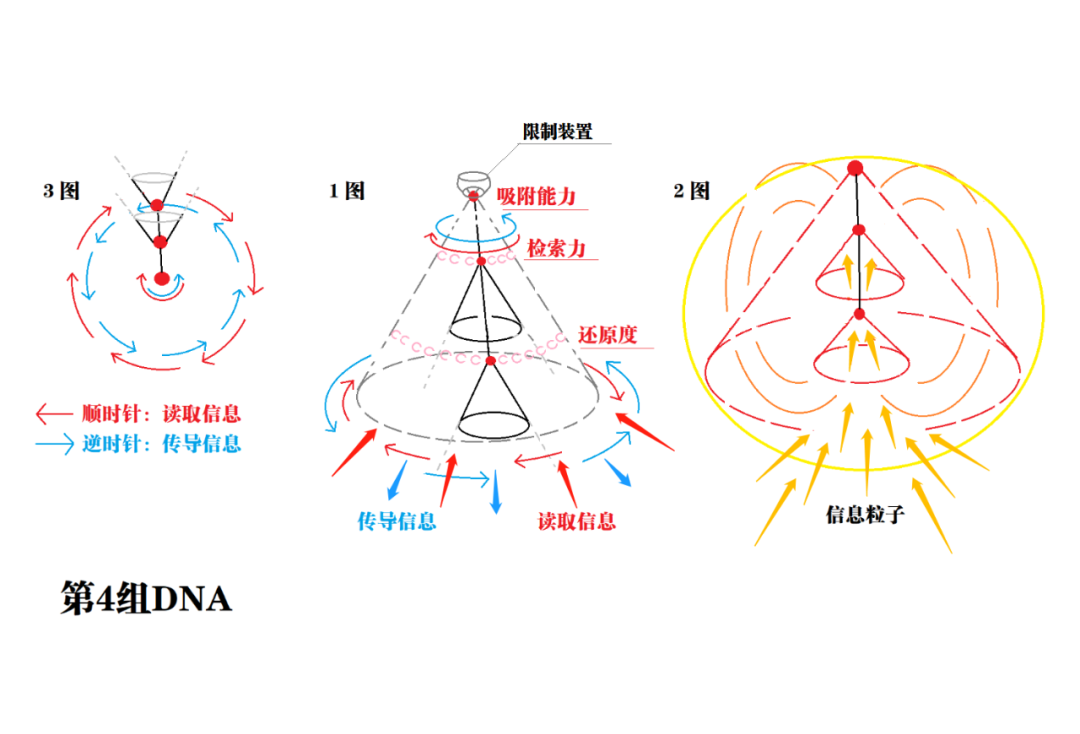 限制装置
3图
1图
吸附能力
2图
检索力
还原度
顺时针：读取信息
逆时针：传导信息
传导信息
读取信息
信息粒子
第4组DNA